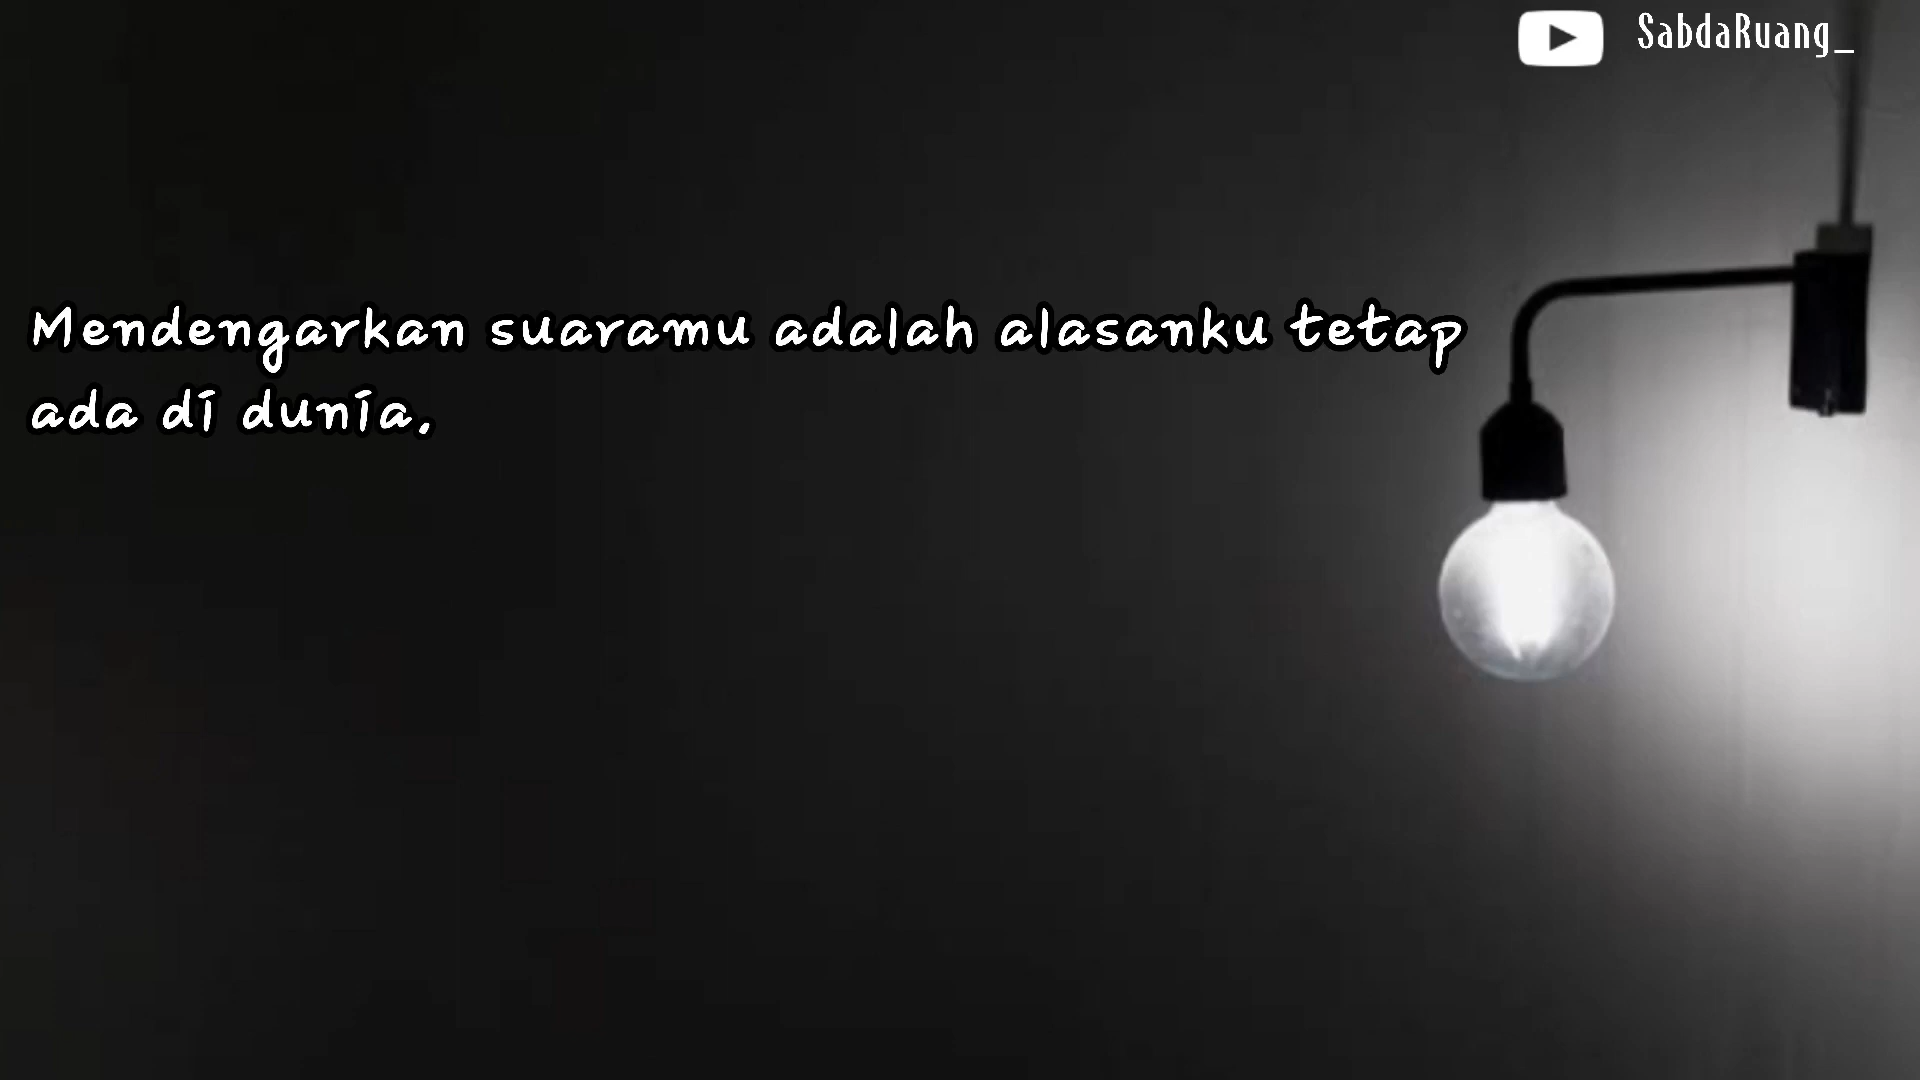 SabdaRuang_
Mendengarkan suaramu adalah alasanku tetap
ada di dunia,